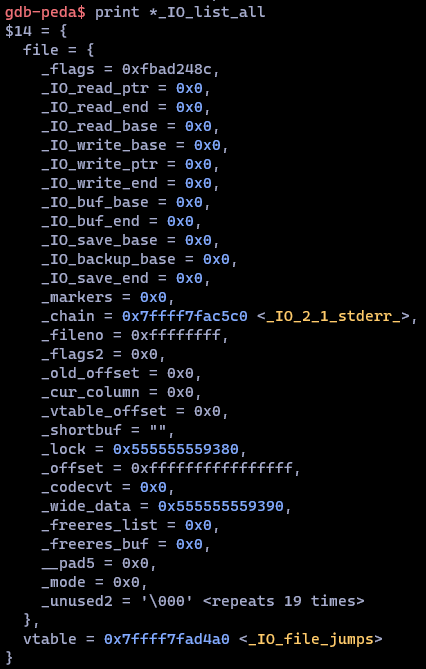 gdb-peda$ print *_IO_list_all
$14 = {
  file = {
    _flags = 0xfbad248c,
    _IO_read_ptr = 0x0,
    _IO_read_end = 0x0,
    _IO_read_base = 0x0,
    _IO_write_base = 0x0,
    _IO_write_ptr = 0x0,
    _IO_write_end = 0x0,
    _IO_buf_base = 0x0,
    _IO_buf_end = 0x0,
    _IO_save_base = 0x0,
    _IO_backup_base = 0x0,
    _IO_save_end = 0x0,
    _markers = 0x0,
    _chain = 0x7ffff7fac5c0 <_IO_2_1_stderr_>,
    _fileno = 0xffffffff,
    _flags2 = 0x0,
    _old_offset = 0x0,
    _cur_column = 0x0,
    _vtable_offset = 0x0,
    _shortbuf = "",
    _lock = 0x555555559380,
    _offset = 0xffffffffffffffff,
    _codecvt = 0x0,
    _wide_data = 0x555555559390,
    _freeres_list = 0x0,
    _freeres_buf = 0x0,
    __pad5 = 0x0,
    _mode = 0x0,
    _unused2 = '\000' <repeats 19 times>
  },
  vtable = 0x7ffff7fad4a0 <_IO_file_jumps>
}